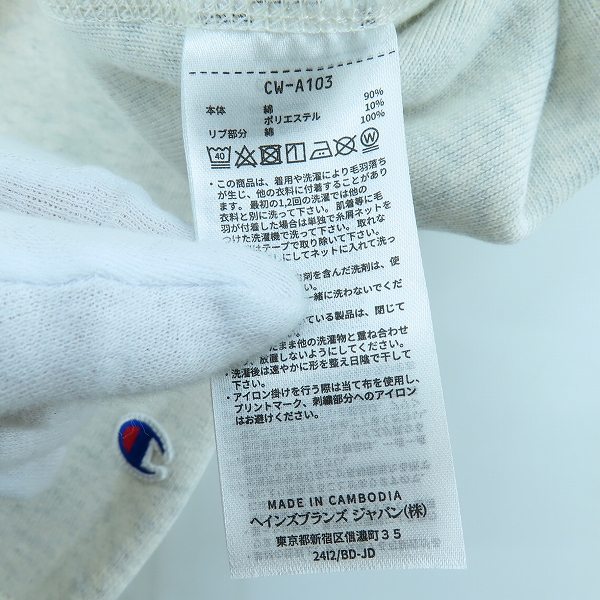 CW-A103
本体 綿 90%
ポリエステル 10%
リブ部分 綿 100%
40 W
・この商品は、着用や洗濯により毛羽落ち
が生じ、他の衣料に付着することがあり
ます。最初の1,2回の洗濯では他の
衣料と別に洗って下さい。肌着等に毛
羽が付着した場合は単独で糸屑ネットを
つけた洗濯機で洗って下さい。取れな
はテープで取り除いて下さい。
にしてネットに入れて洗っ
剤を含んだ洗剤は、使
い。
一緒に洗わないでくだ
ている製品は、閉じて
たまま他の洗濯物と重ね合わせ
、放置しないようにしてください。
・洗濯後は速やかに形を整え日陰で干して
下さい。
・アイロン掛けを行う際は当て布を使用し、
プリントマーク、刺繍部分へのアイロン
はお避けください。
MADE IN CAMBODIA
ヘインズブランズ ジャパン(株)
東京都新宿区信濃町35
2412/BD-JD